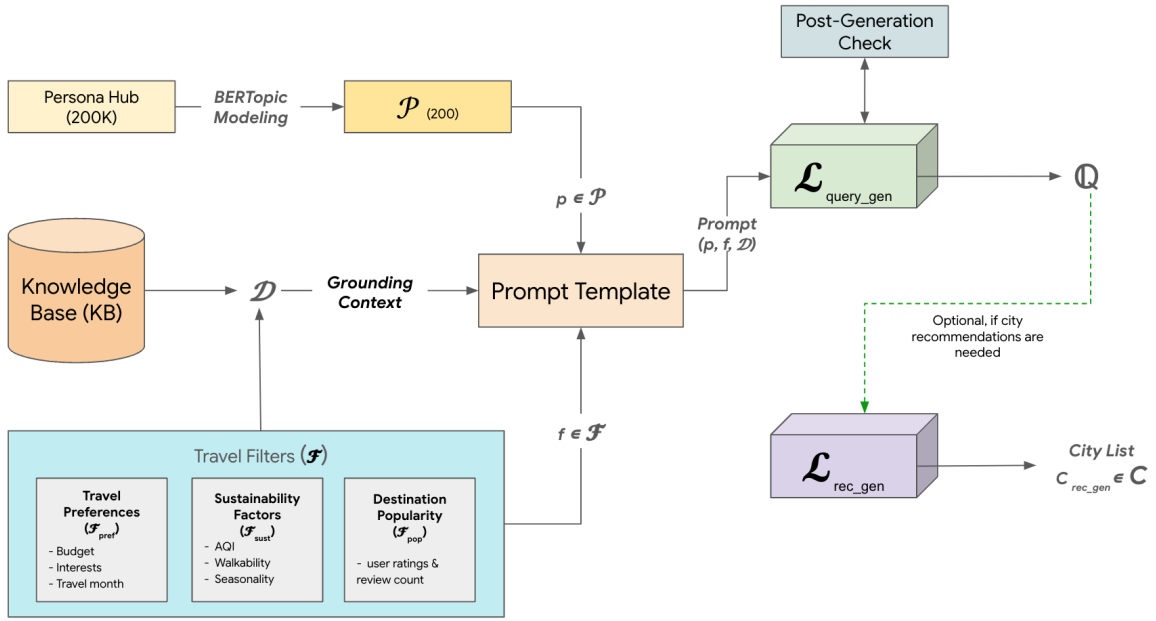 Post-Generation
Check
Persona Hub
(200K)
BERTopic
Modeling
𝒫 (200)
p ∈ 𝒫
ℒ query_gen
ℚ
Prompt
(p, f, 𝒟)
Knowledge
Base (KB)
𝒟
Grounding
Context
Prompt Template
Optional, if city
recommendations are
needed
f ∈ ℱ
ℒ rec_gen
City List
C rec_gen ∈ C
Travel Filters (ℱ)
Travel
Preferences
(ℱ pref)
- Budget
- Interests
- Travel month
Sustainability
Factors
(ℱ sust)
- AQI
- Walkability
- Seasonality
Destination
Popularity
(ℱ pop)
- user ratings &
review count